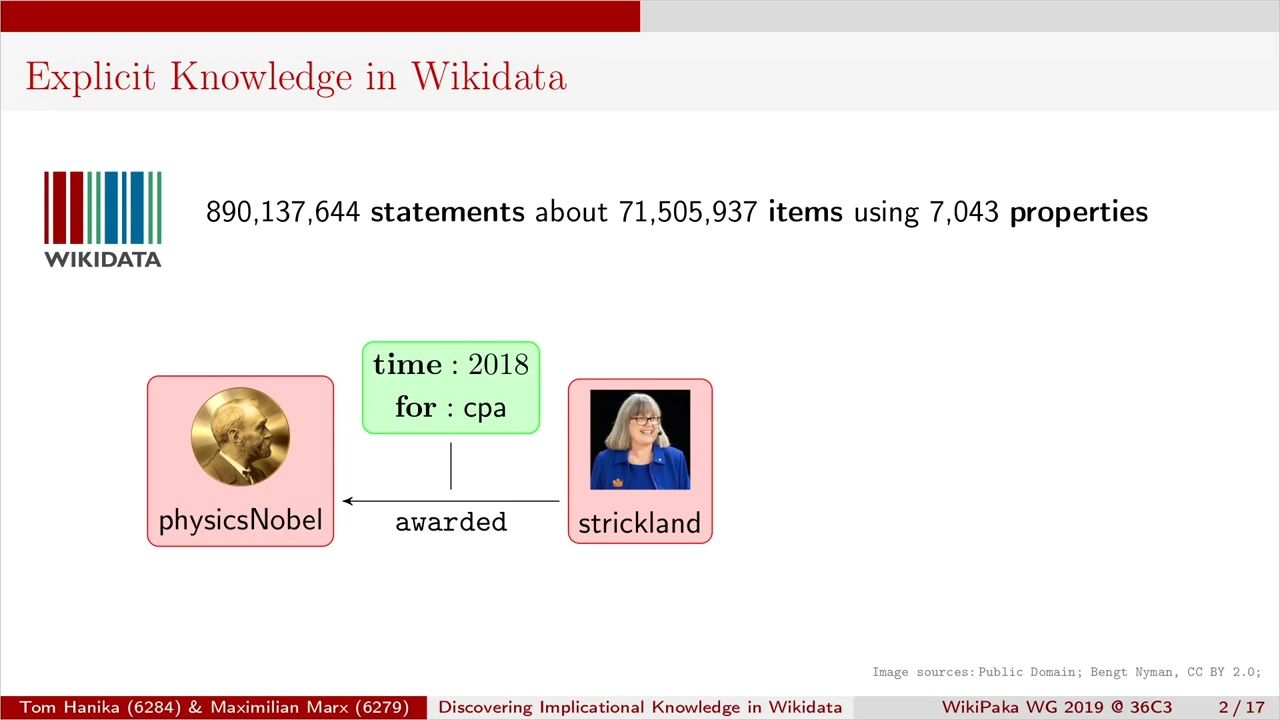 Explicit Knowledge in Wikidata
WIKIDATA
890,137,644 statements about 71,505,937 items using 7,043 properties
time : 2018
for : cpa
physicsNobel
awarded
strickland
Image sources: Public Domain; Bengt Nyman, CC BY 2.0;
Tom Hanika (6284) & Maximilian Marx (6279)
Discovering Implicational Knowledge in Wikidata
WikiPaka WG 2019 @ 36C3
2 / 17